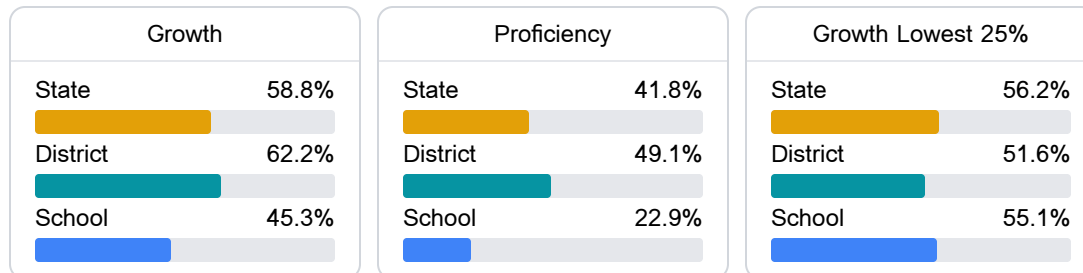 Growth
State 58.8%
District 62.2%
School 45.3%
Proficiency
State 41.8%
District 49.1%
School 22.9%
Growth Lowest 25%
State 56.2%
District 51.6%
School 55.1%